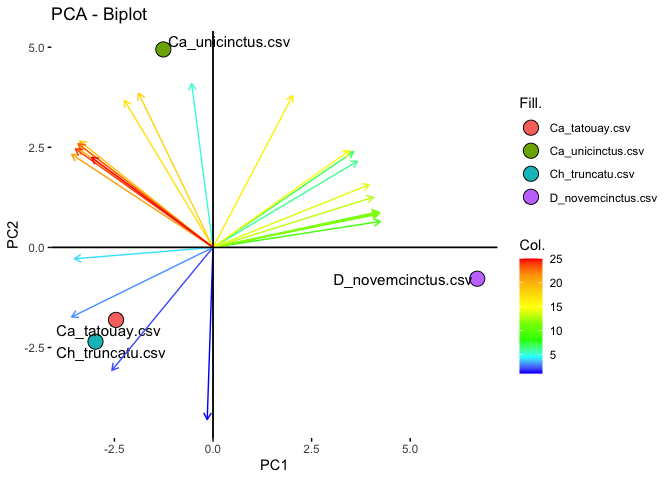 PCA - Biplot
Ca_unicinctus.csv
D_novemcinctus.csv
Ca_tatouay.csv
Ch_truncatu.csv
5.0
2.5
0.0
-2.5
PC2
-2.5
0.0
2.5
5.0
PC1
Fill.
Ca_tatouay.csv
Ca_unicinctus.csv
Ch_truncatu.csv
D_novemcinctus.csv
Col.
25
20
15
10
5